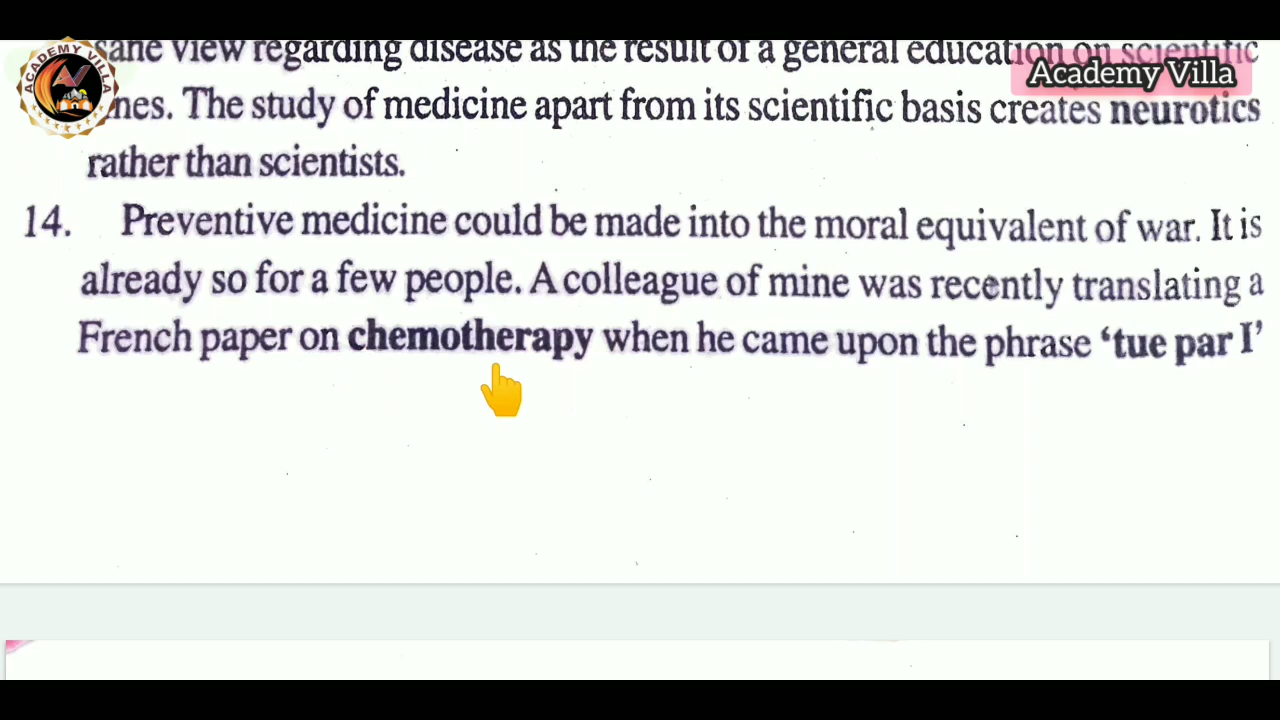 sane view regarding disease as the result of a general education on scientific
Academy Villa
ACADEMY VILLA
nes. The study of medicine apart from its scientific basis creates neurotics
rather than scientists.
14. Preventive medicine could be made into the moral equivalent of war. It is
already so for a few people. A colleague of mine was recently translating a
French paper on chemotherapy when he came upon the phrase ‘tue par I’